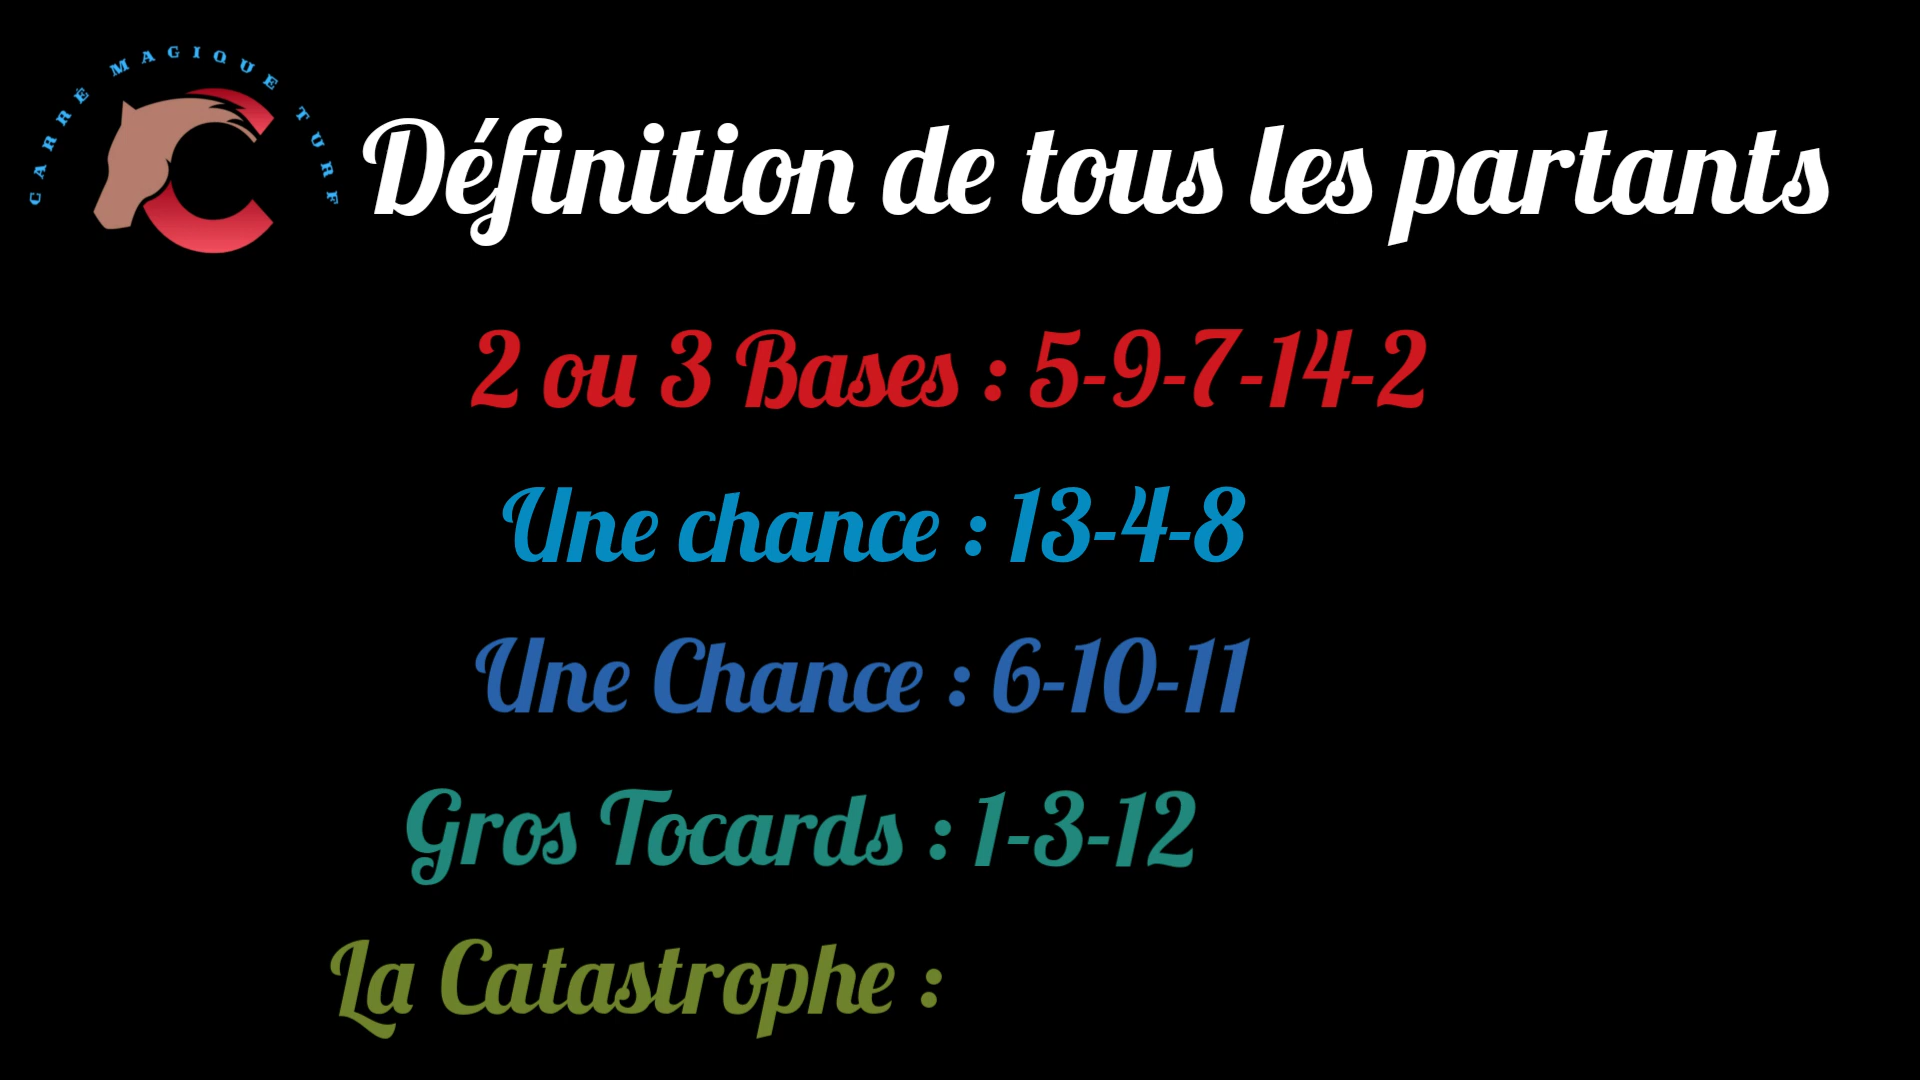 CARRÉ MAGIQUE TURF
Définition de tous les partants
2 ou 3 Bases : 5-9-7-14-2
Une chance : 13-4-8
Une Chance : 6-10-11
Gros Tocards : 1-3-12
La Catastrophe :